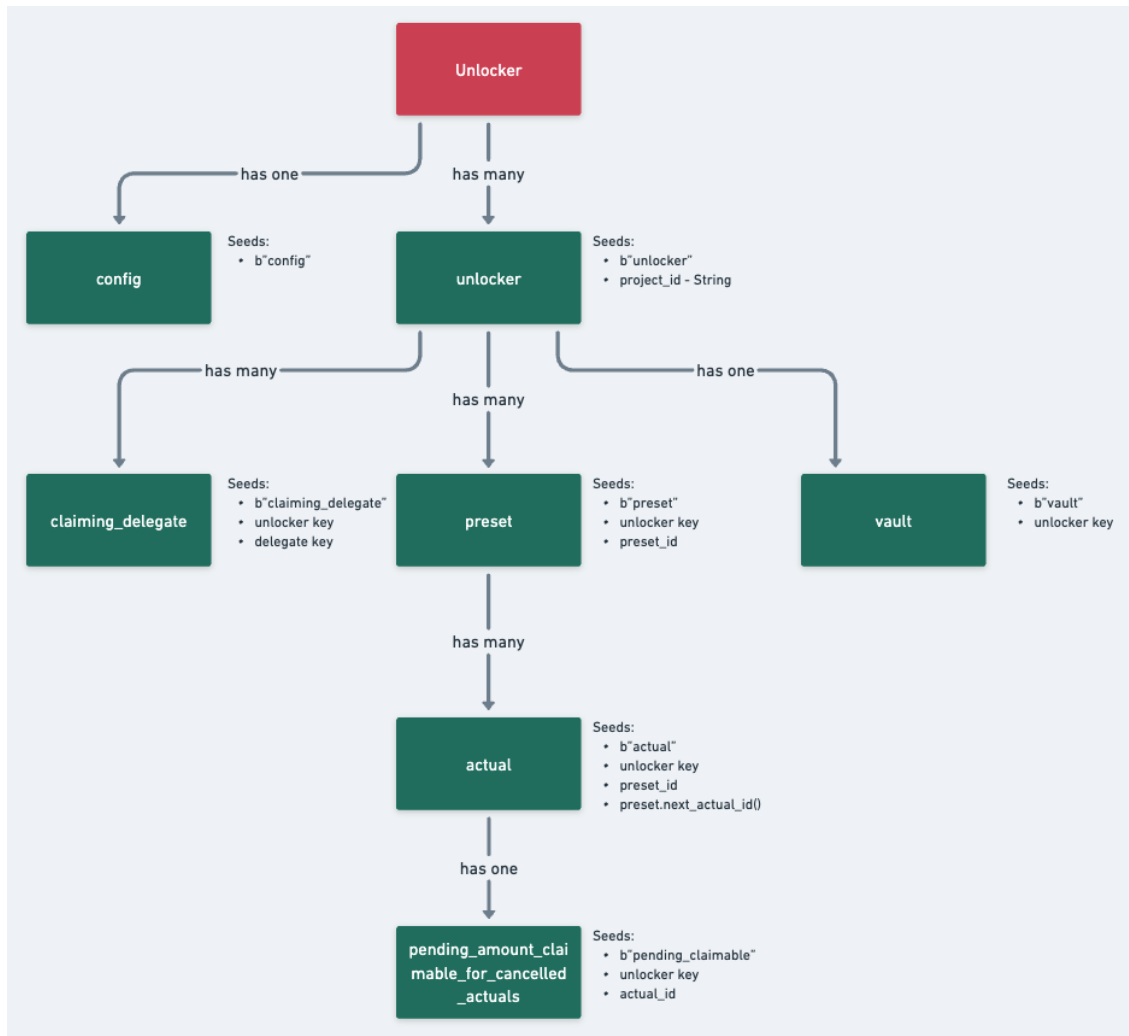 Unlocker
has one
has many
config
Seeds:
• b"config"
unlocker
Seeds:
• b"unlocker"
• project_id - String
has many
has many
has one
claiming_delegate
Seeds:
• b"claiming_delegate"
• unlocker key
• delegate key
preset
Seeds:
• b"preset"
• unlocker key
• preset_id
vault
Seeds:
• b"vault"
• unlocker key
has many
actual
Seeds:
• b"actual"
• unlocker key
• preset_id
• preset.next_actual_id()
has one
pending_amount_clai
mable_for_cancelled
_actuals
Seeds:
• b"pending_claimable"
• unlocker key
• actual_id